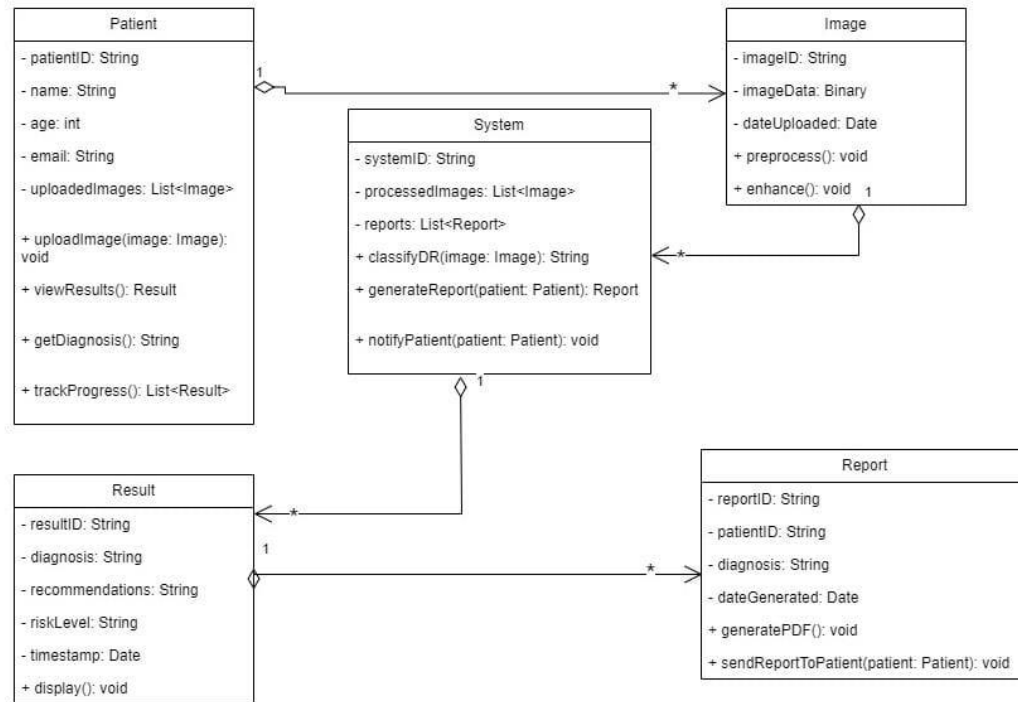 Patient
- patientID: String
- name: String
- age: int
- email: String
- uploadedImages: List<Image>
+ uploadImage(image: Image):
void
+ viewResults(): Result
+ getDiagnosis(): String
+ trackProgress(): List<Result>
1
*
Image
- imageID: String
- imageData: Binary
- dateUploaded: Date
+ preprocess(): void
+ enhance(): void
1
*
System
- systemID: String
- processedImages: List<Image>
- reports: List<Report>
+ classifyDR(image: Image): String
+ generateReport(patient: Patient): Report
+ notifyPatient(patient: Patient): void
1
*
Result
- resultID: String
- diagnosis: String
- recommendations: String
- riskLevel: String
- timestamp: Date
+ display(): void
1
*
Report
- reportID: String
- patientID: String
- diagnosis: String
- dateGenerated: Date
+ generatePDF(): void
+ sendReportToPatient(patient: Patient): void